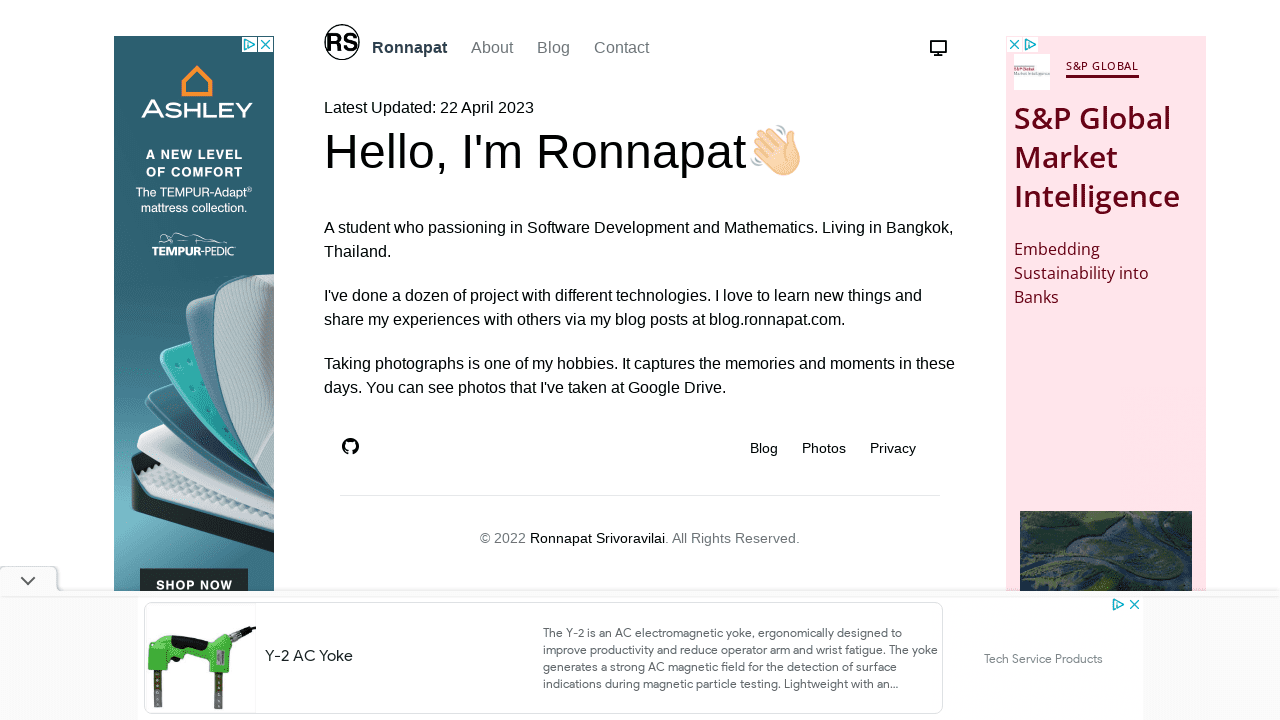 RS Ronnapat About Blog Contact
Latest Updated: 22 April 2023
Hello, I'm Ronnapat
A student who passioning in Software Development and Mathematics. Living in Bangkok,
Thailand.
I've done a dozen of project with different technologies. I love to learn new things and
share my experiences with others via my blog posts at blog.ronnapat.com.
Taking photographs is one of my hobbies. It captures the memories and moments in these
days. You can see photos that I've taken at Google Drive.
Blog Photos Privacy
© 2022 Ronnapat Srivoravilai. All Rights Reserved.
ASHLEY
A NEW LEVEL
OF COMFORT
The TEMPUR-Adapt®
mattress collection.
TEMPUR-PEDIC
SHOP NOW
S&P GLOBAL
S&P Global
Market
Intelligence
Embedding
Sustainability into
Banks
Y-2 AC Yoke
The Y-2 is an AC electromagnetic yoke, ergonomically designed to
improve productivity and reduce operator arm and wrist fatigue. The yoke
generates a strong AC magnetic field for the detection of surface
indications during magnetic particle testing. Lightweight with an...
Tech Service Products